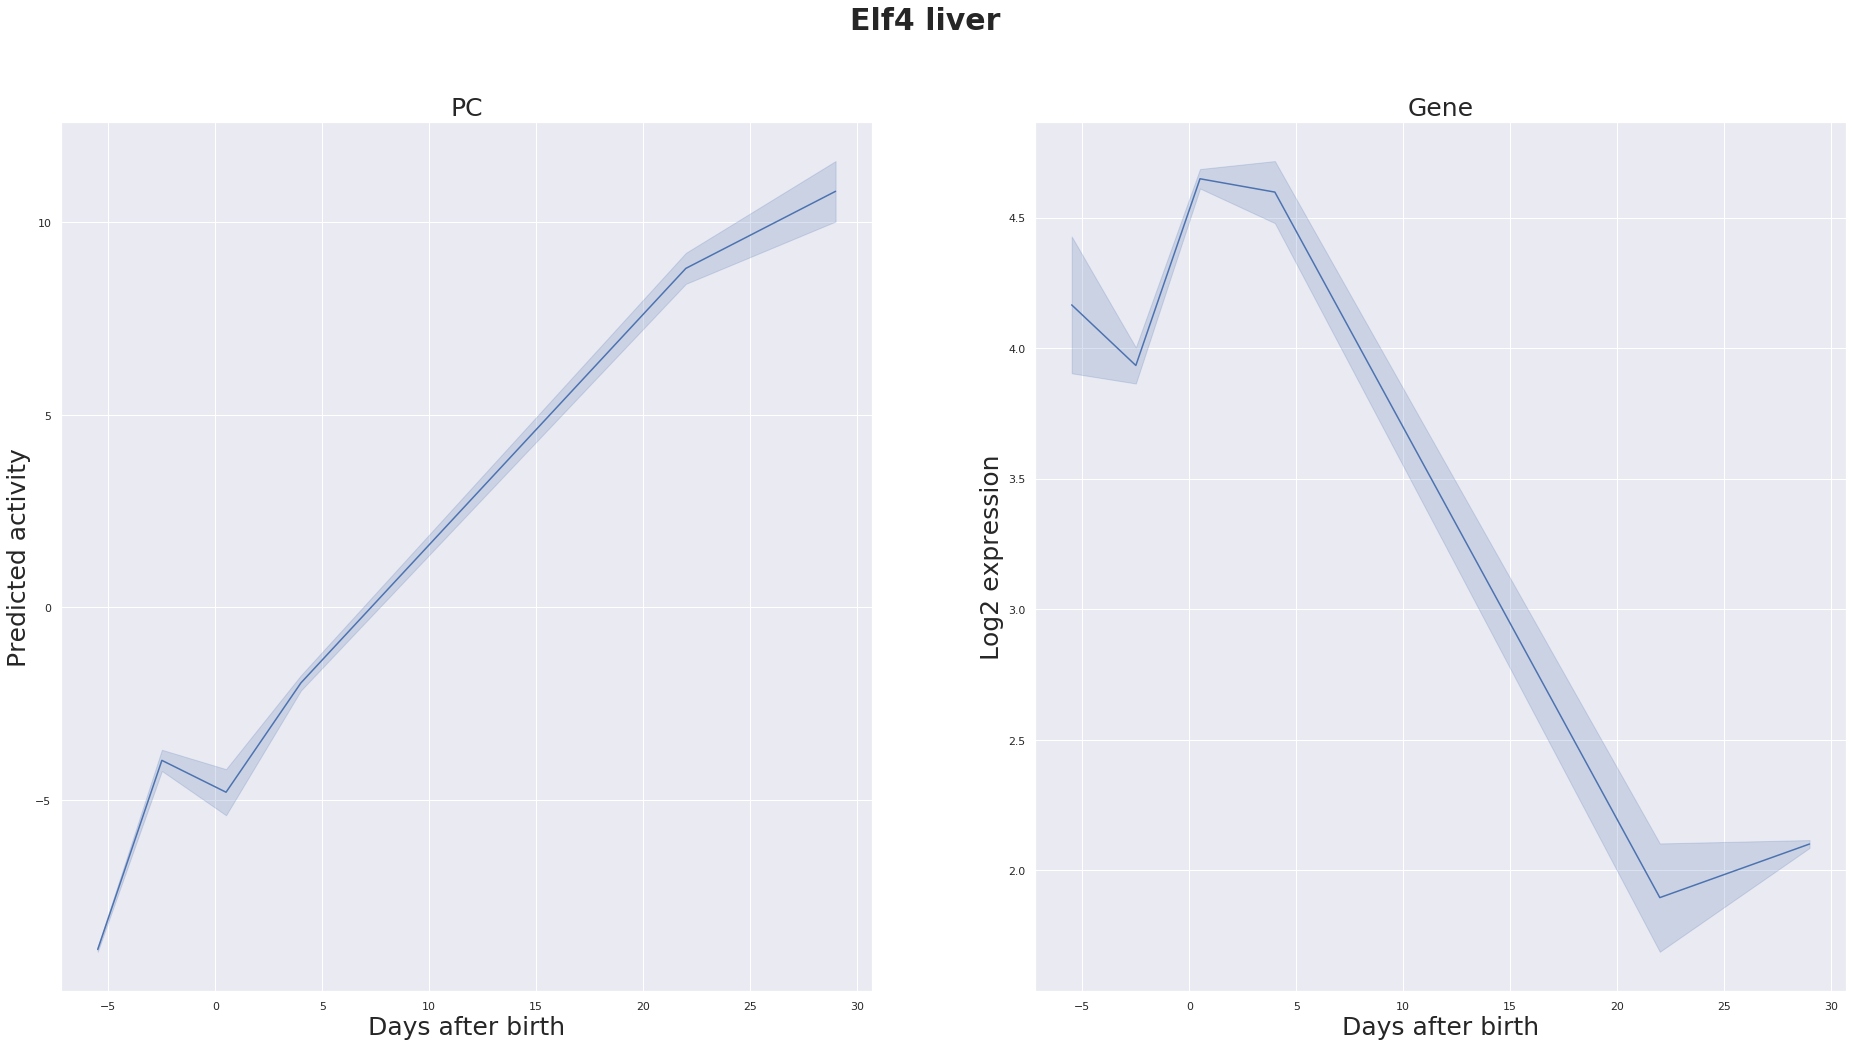 Elf4 liver
PC
Predicted activity
10
5
0
−5
−5 0 5 10 15 20 25 30
Days after birth
Gene
Log2 expression
4.5
4.0
3.5
3.0
2.5
2.0
−5 0 5 10 15 20 25 30
Days after birth